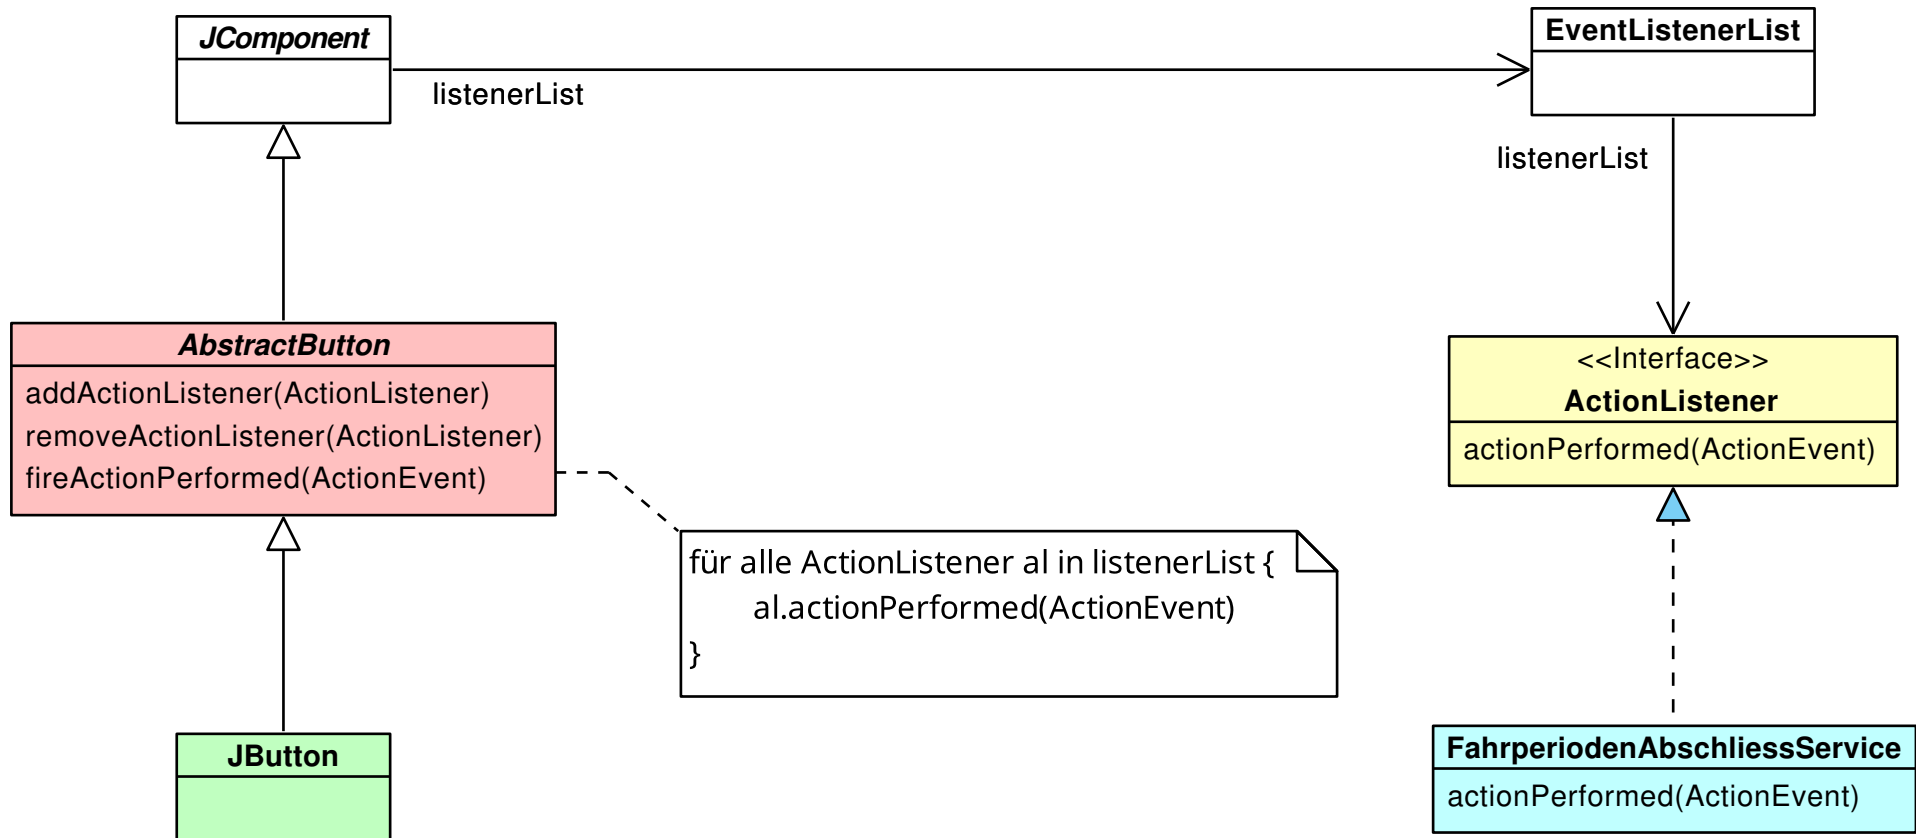 JComponent
listenerList
EventListenerList
listenerList
AbstractButton
addActionListener(ActionListener)
removeActionListener(ActionListener)
fireActionPerformed(ActionEvent)
<<Interface>>
ActionListener
actionPerformed(ActionEvent)
für alle ActionListener al in listenerList {
al.actionPerformed(ActionEvent)
}
JButton
FahrperiodenAbschliessService
actionPerformed(ActionEvent)